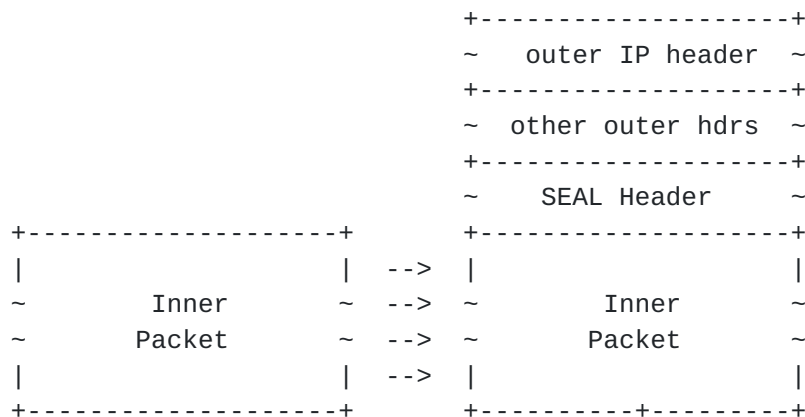 +--------------------+
                             ~   outer IP header  ~
                             +--------------------+
                             ~  other outer hdrs  ~
                             +--------------------+
                             ~    SEAL Header     ~
+--------------------+       +--------------------+
|                    |  -->  |                    |
~        Inner       ~  -->  ~        Inner       ~
~       Packet       ~  -->  ~       Packet       ~
|                    |  -->  |                    |
+--------------------+       +----------+---------+